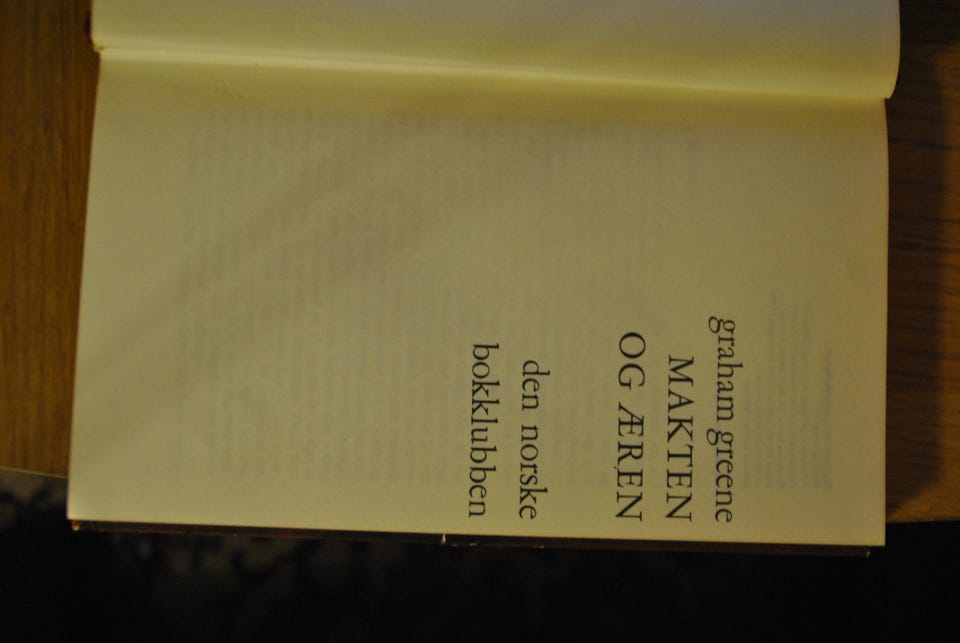 graham greene
MAKTEN
OG ÆREN
den norske
bokklubben